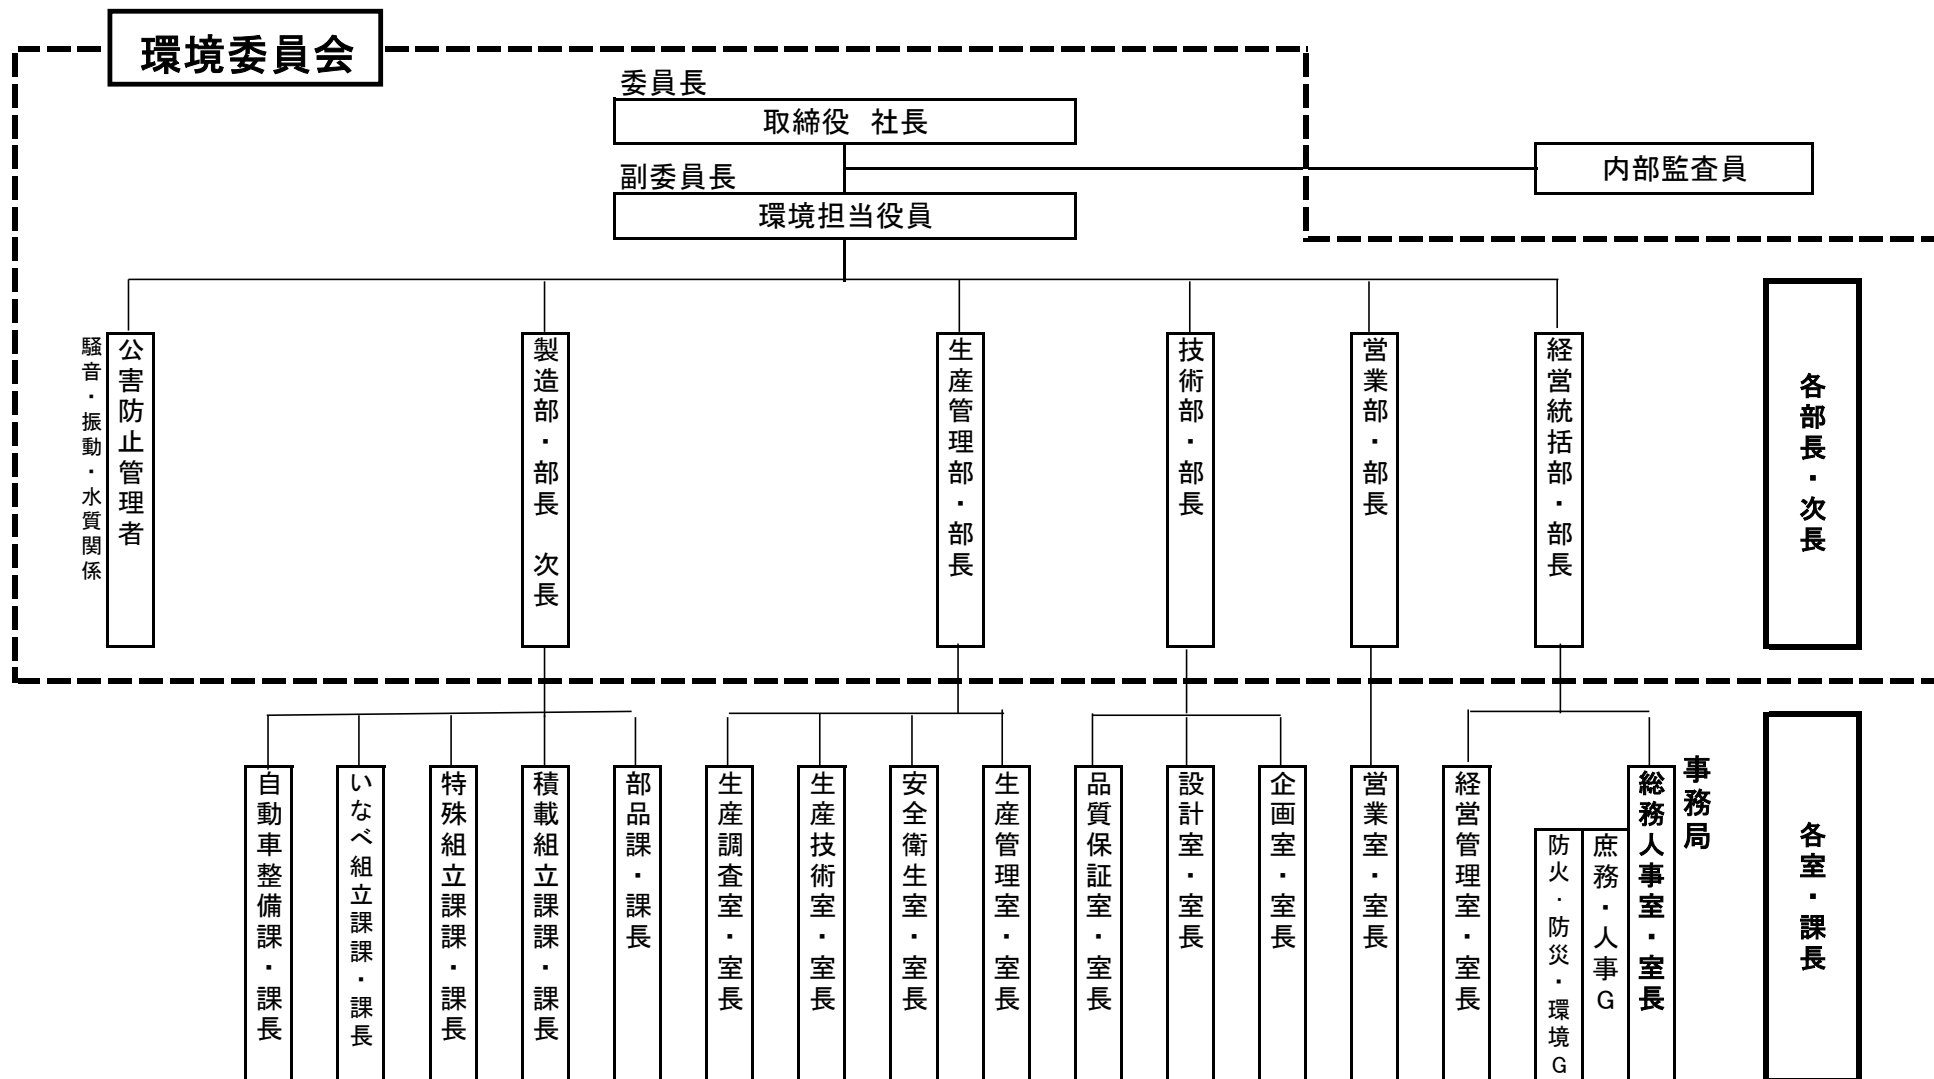 環境委員会
委員長
取締役 社長
副委員長
環境担当役員
内部監査員
騒音・振動・水質関係
公害防止管理者
製造部・部長 次長
生産管理部・部長
技術部・部長
営業部・部長
経営統括部・部長
各部長・次長
自動車整備課・課長
いなべ組立課課・課長
特殊組立課課・課長
積載組立課課・課長
部品課・課長
生産調査室・室長
生産技術室・室長
安全衛生室・室長
生産管理室・室長
品質保証室・室長
設計室・室長
企画室・室長
営業室・室長
経営管理室・室長
防火・防災・環境G
庶務・人事G
総務人事室・室長
事務局
各室・課長